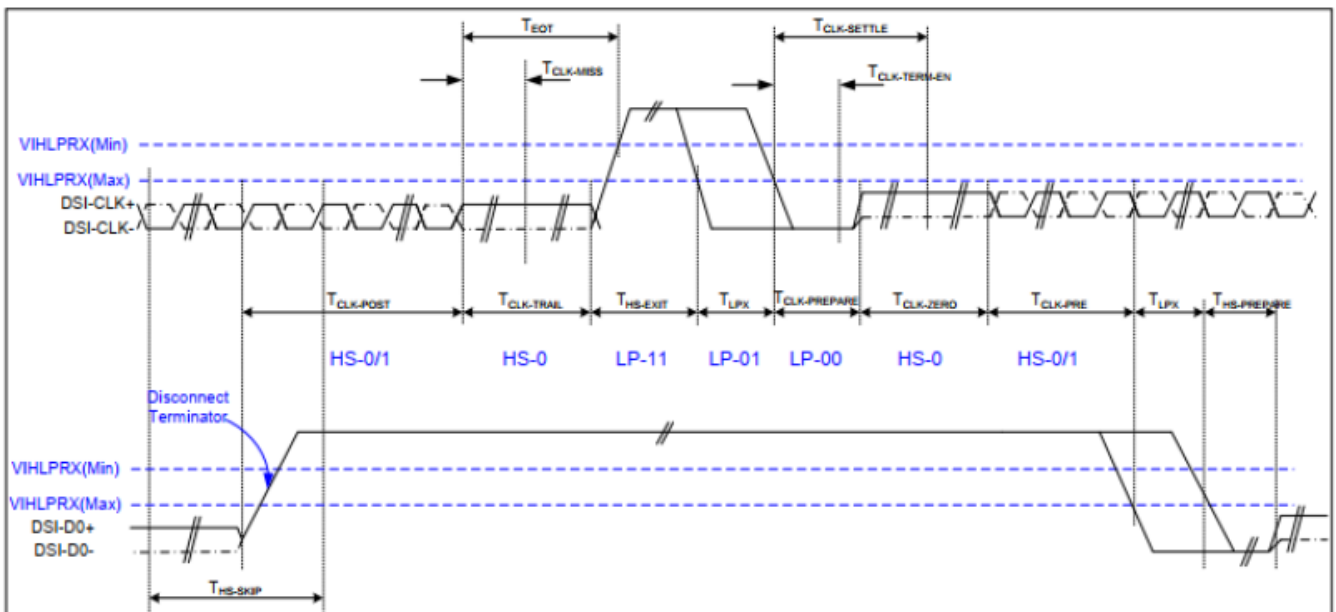 TEOT
TCLK-SETTLE
TCLK-MISS
TCLK-TERM-EN
VIHLPRX(Min)
VIHLPRX(Max)
DSI-CLK+
DSI-CLK-
TCLK-POST
TCLK-TRAIL
THS-EXIT
TLPX
TCLK-PREPARE
TCLK-ZERO
TCLK-PRE
TLPX
THS-PREPARE
HS-0/1
HS-0
LP-11
LP-01
LP-00
HS-0
HS-0/1
Disconnect
Terminator
VIHLPRX(Min)
VIHLPRX(Max)
DSI-D0+
DSI-D0-
THS-SKIP